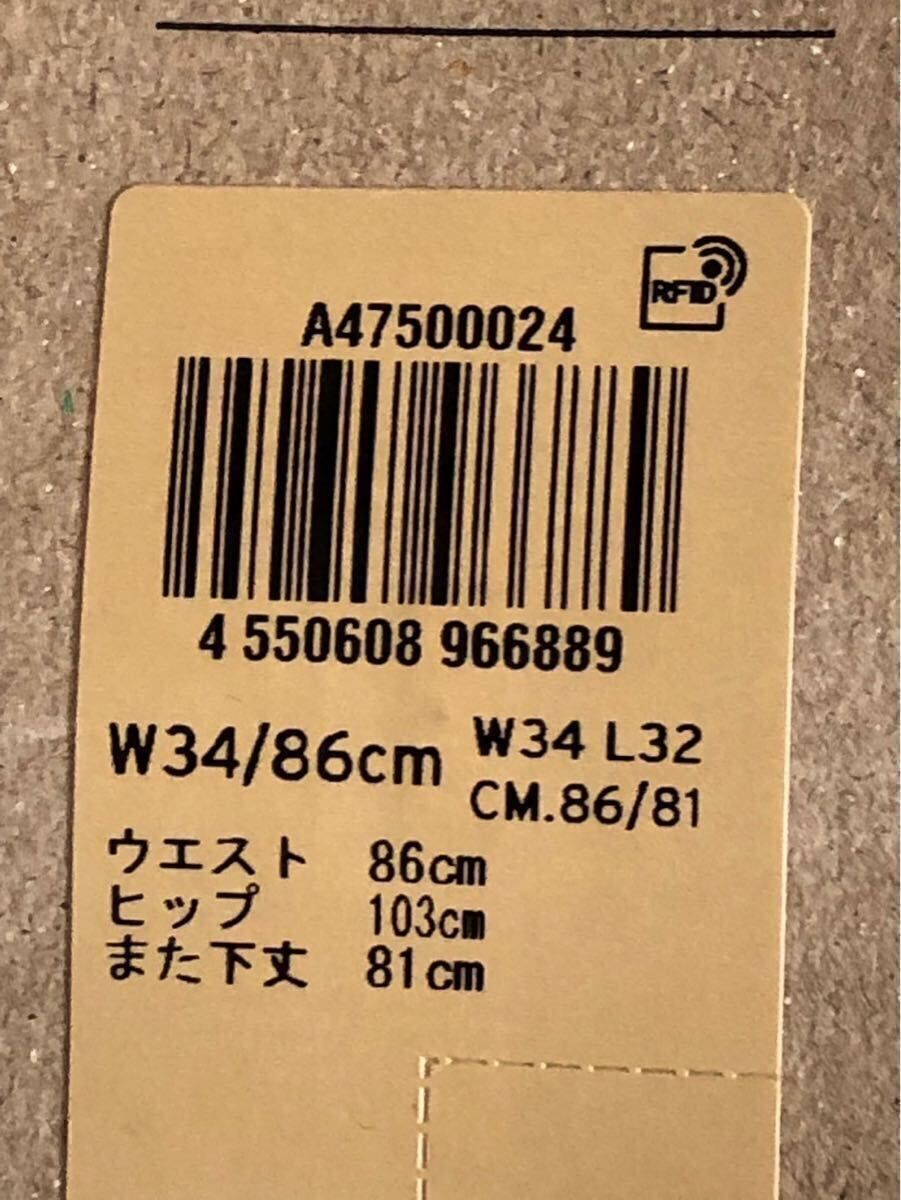 RFID
A47500024
4 550608 966889
W34/86cm
W34 L32
CM.86/81
ウエスト 86cm
ヒップ 103cm
また下丈 81cm